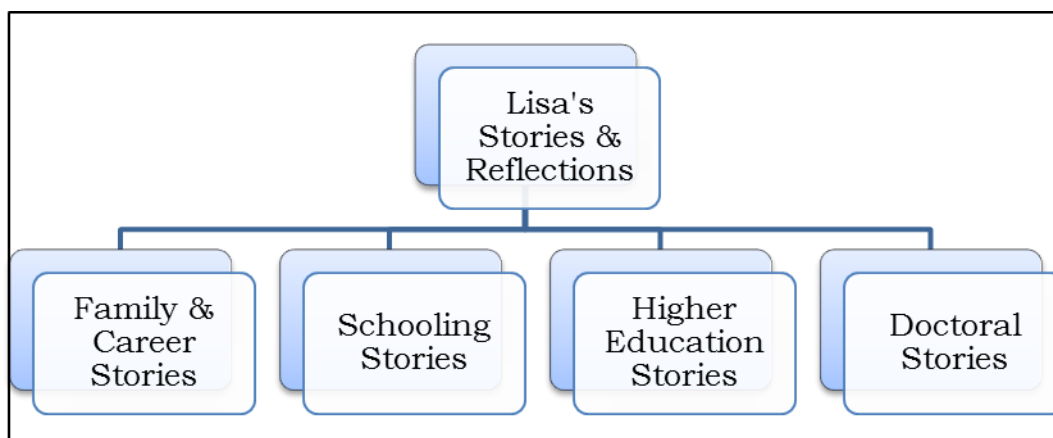 Lisa's
Stories &
Reflections
Family &
Career
Stories
Schooling
Stories
Higher
Education
Stories
Doctoral
Stories